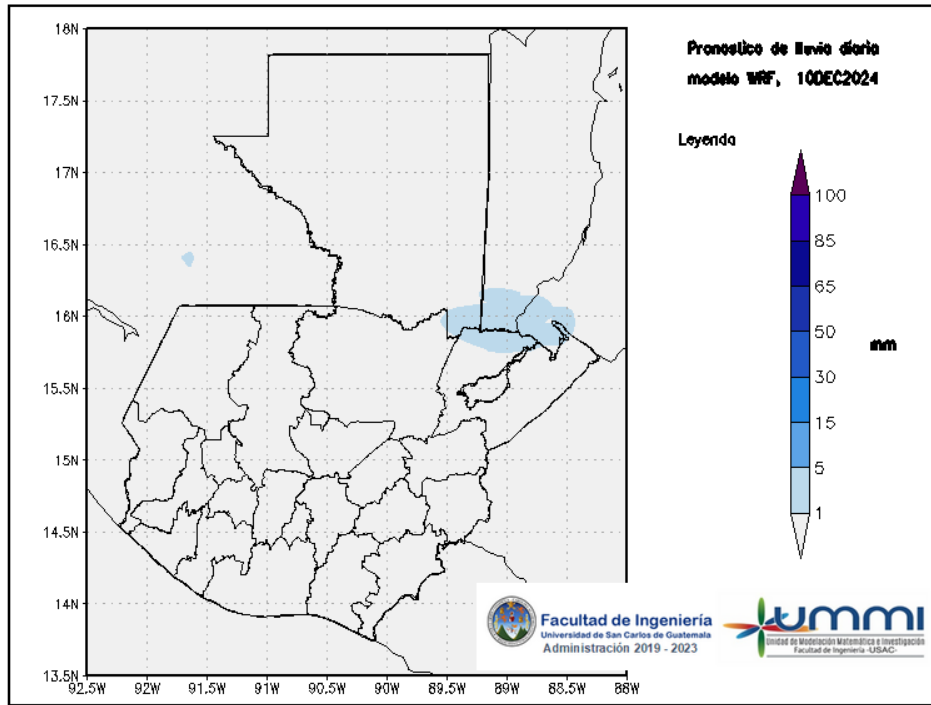 18N
17.5N
17N
16.5N
16N
15.5N
15N
14.5N
14N
13.5N
92.5W
92W
91.5W
91W
90.5W
90W
89.5W
89W
88.5W
88W
Pronostico de lluvia diaria
modelo WRF, 10DEC2024
Leyenda
100
85
65
50
30
15
5
1
mm
Facultad de Ingeniería
Universidad de San Carlos de Guatemala
Administración 2019 - 2023
ummi
Unidad de Modelación Matemática e Investigación
Facultad de Ingeniería -USAC-